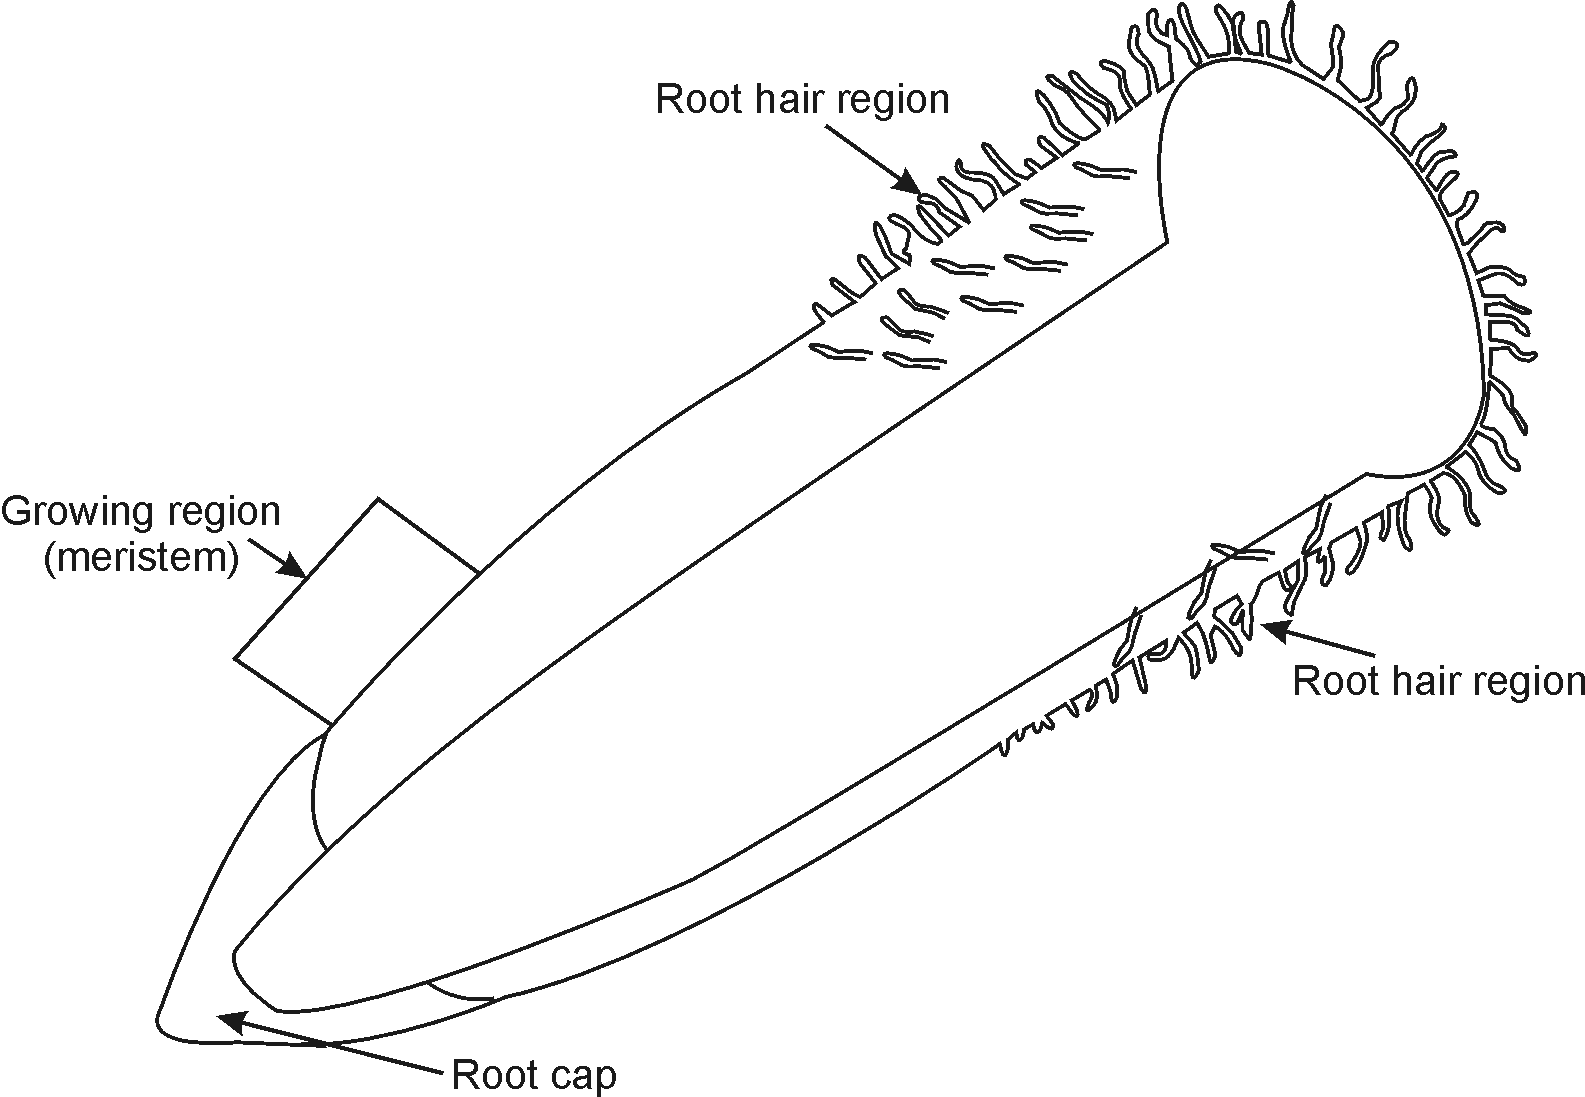 Root hair region
Growing region
(meristem)
Root hair region
Root cap